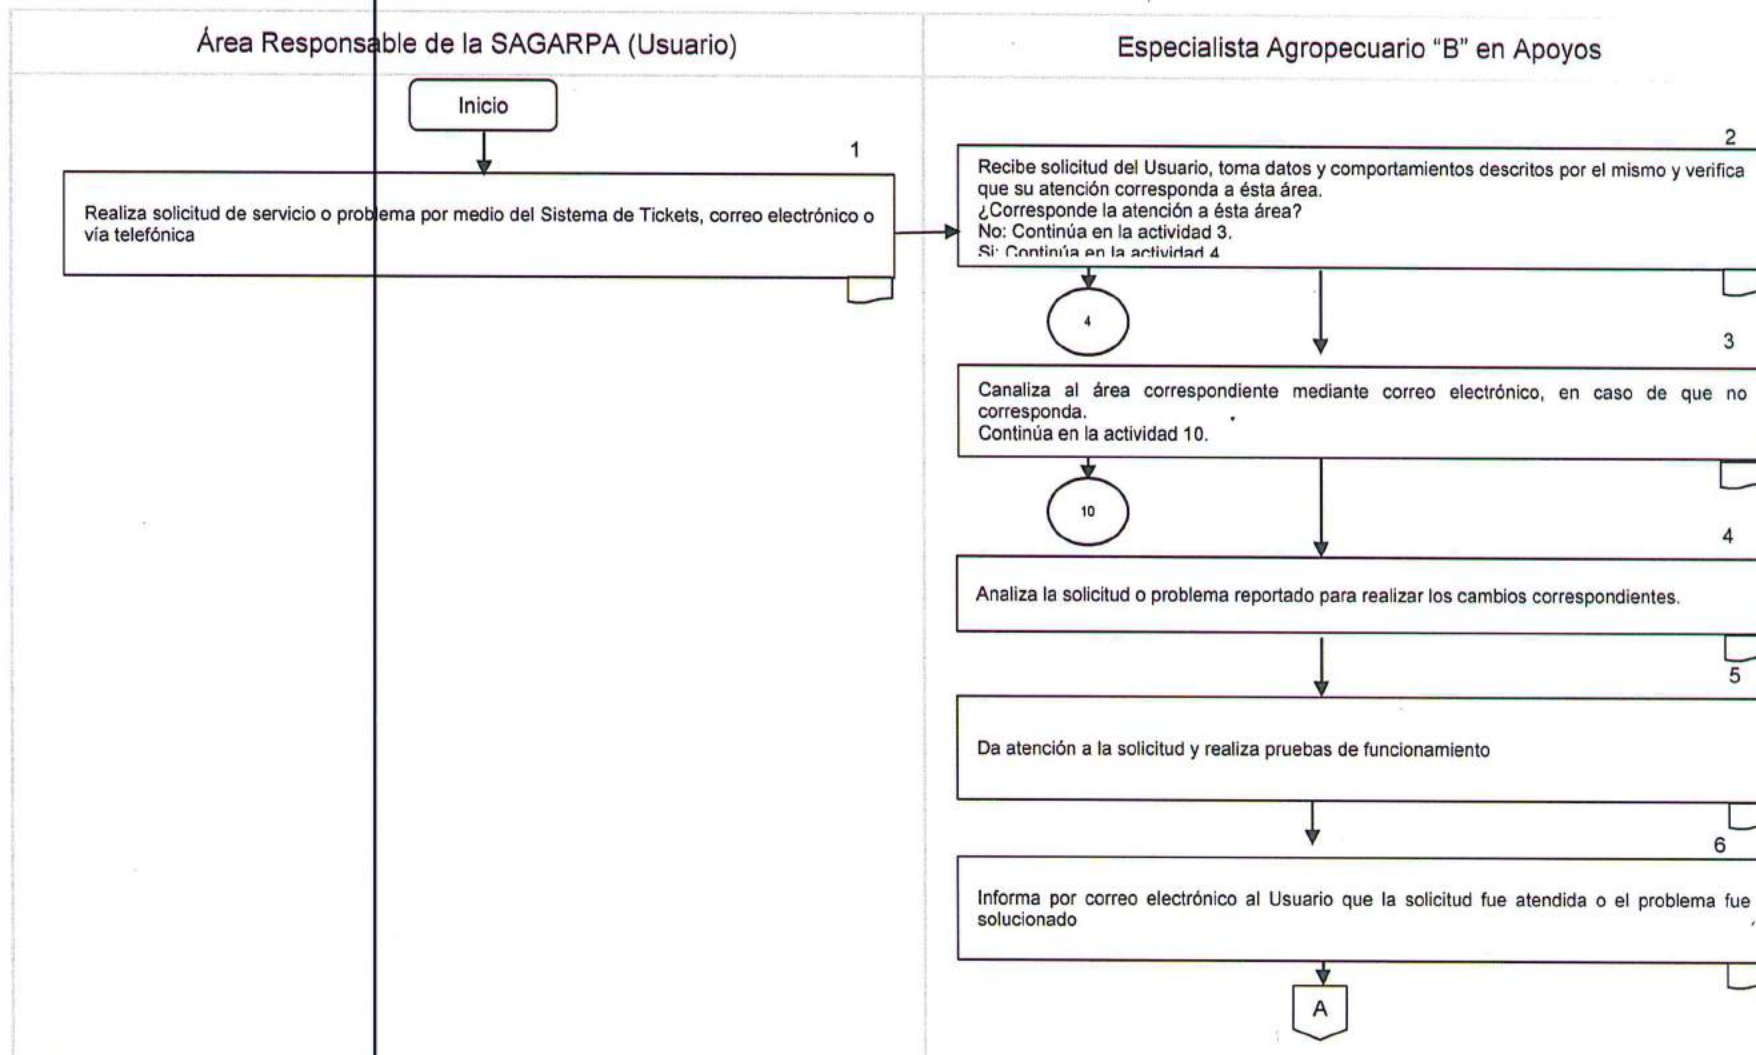 Área Responsable de la SAGARPA (Usuario)
Especialista Agropecuario “B” en Apoyos
Inicio
1
Realiza solicitud de servicio o problema por medio del Sistema de Tickets, correo electrónico o
vía telefónica
2
Recibe solicitud del Usuario, toma datos y comportamientos descritos por el mismo y verifica
que su atención corresponda a ésta área.
¿Corresponde la atención a ésta área?
No: Continúa en la actividad 3.
Si: Continúa en la actividad 4
4
3
Canaliza al área correspondiente mediante correo electrónico, en caso de que no
corresponda.
Continúa en la actividad 10.
10
4
Analiza la solicitud o problema reportado para realizar los cambios correspondientes.
5
Da atención a la solicitud y realiza pruebas de funcionamiento
6
Informa por correo electrónico al Usuario que la solicitud fue atendida o el problema fue
solucionado
A